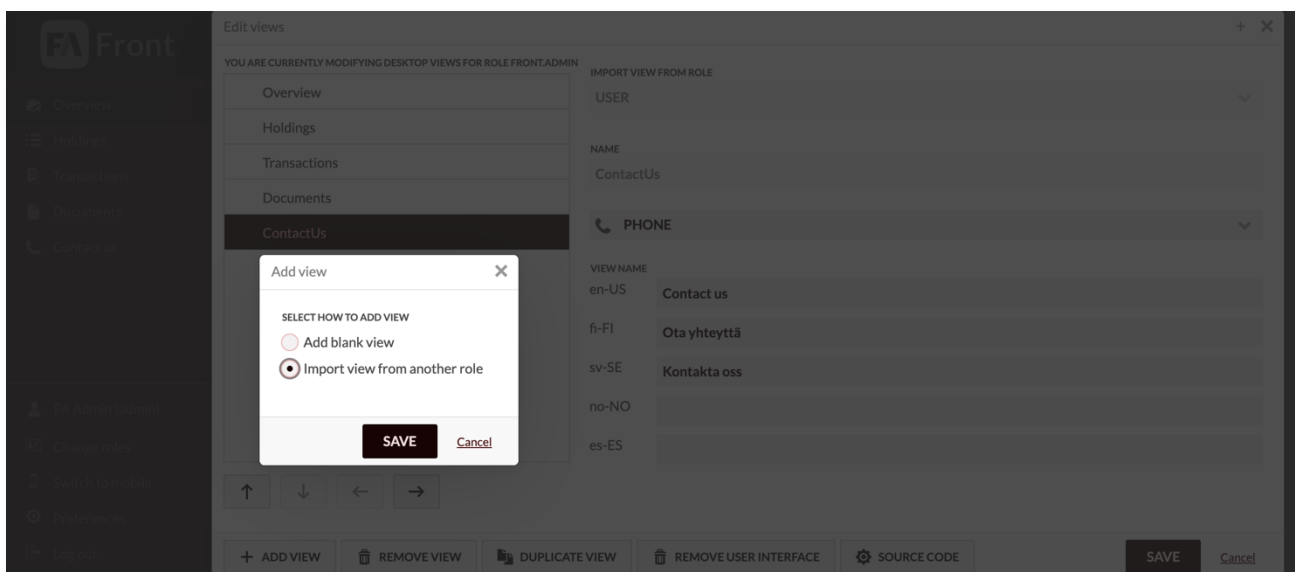 FA Front
Edit views
Overview
Holdings
Transactions
Documents
Contact us
FA Admin (admin)
Change roles
Switch to mobile
Preferences
Log out
YOU ARE CURRENTLY MODIFYING DESKTOP VIEWS FOR ROLE FRONT.ADMIN
Overview
Holdings
Transactions
Documents
ContactUs
IMPORT VIEW FROM ROLE
USER
NAME
ContactUs
PHONE
VIEW NAME
en-US Contact us
fi-FI Ota yhteyttä
sv-SE Kontakta oss
no-NO
es-ES
Add view
SELECT HOW TO ADD VIEW
Add blank view
Import view from another role
SAVE Cancel
+ ADD VIEW REMOVE VIEW DUPLICATE VIEW REMOVE USER INTERFACE SOURCE CODE SAVE Cancel